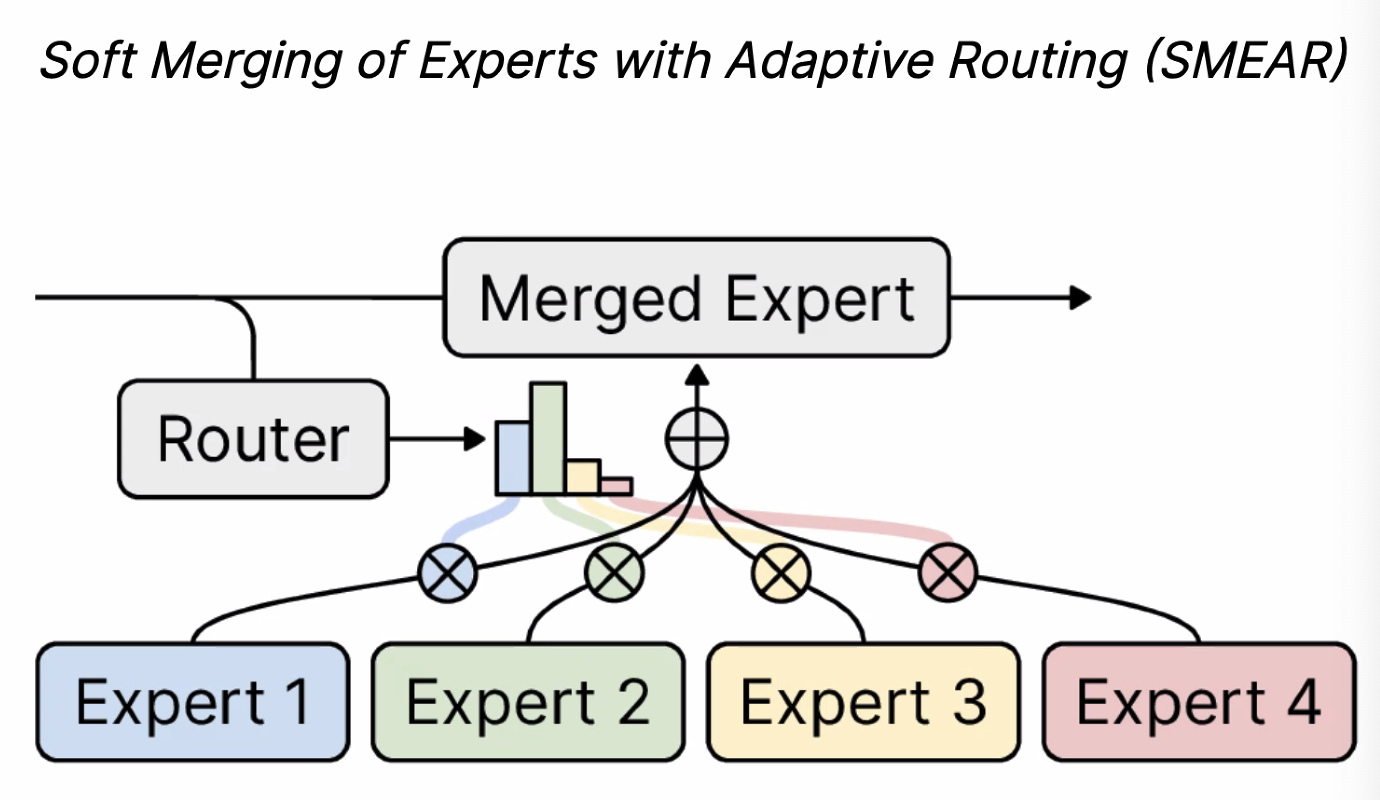 Soft Merging of Experts with Adaptive Routing (SMEAR)
Merged Expert
Router
Expert 1
Expert 2
Expert 3
Expert 4